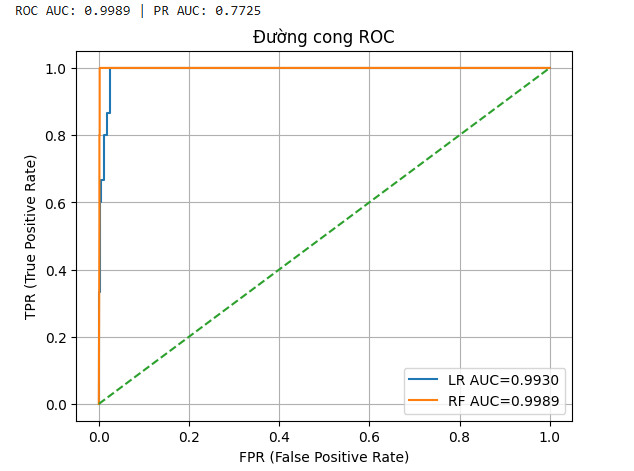 ROC AUC: 0.9989 | PR AUC: 0.7725
Đường cong ROC
1.0
0.8
0.6
0.4
0.2
0.0
TPR (True Positive Rate)
LR AUC=0.9930
RF AUC=0.9989
0.0 0.2 0.4 0.6 0.8 1.0
FPR (False Positive Rate)